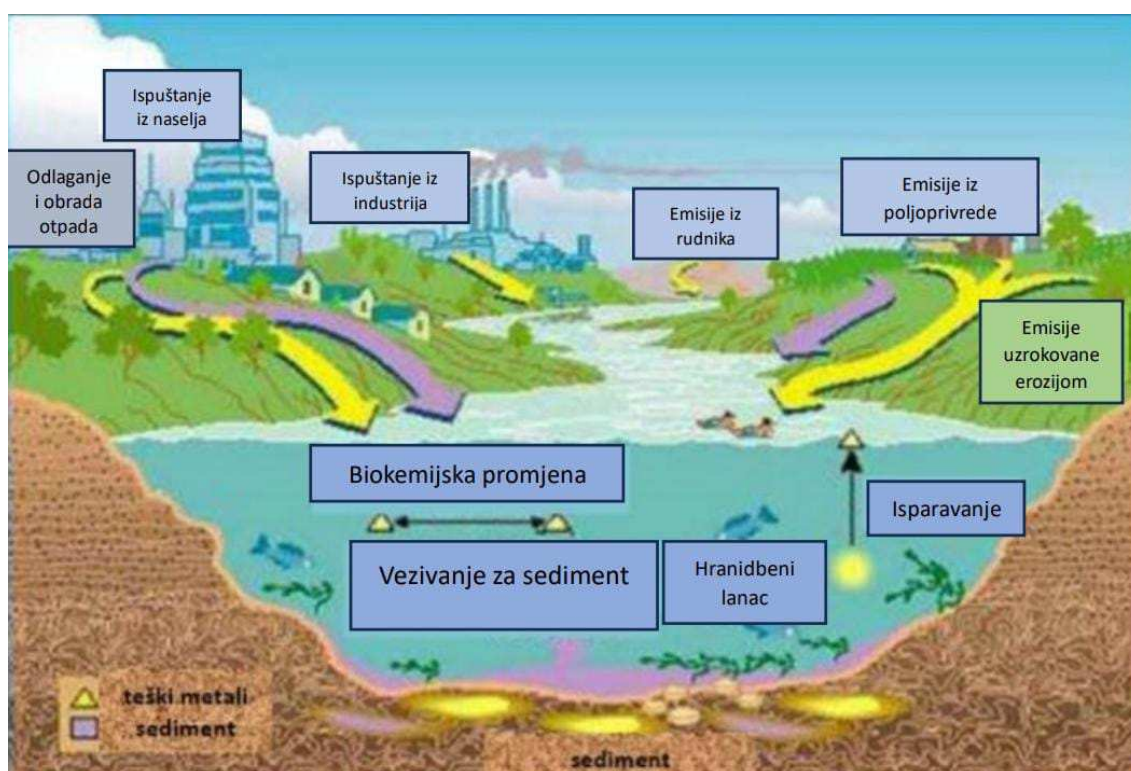 Ispuštanje
iz naselja
Odlaganje
i obrada
otpada
Ispuštanje iz
industrija
Emisije iz
rudnika
Emisije iz
poljoprivrede
Emisije
uzrokovane
erozijom
Biokemijska promjena
Isparavanje
Vezivanje za sediment
Hranidbeni
lanac
teški metali
sediment
sediment